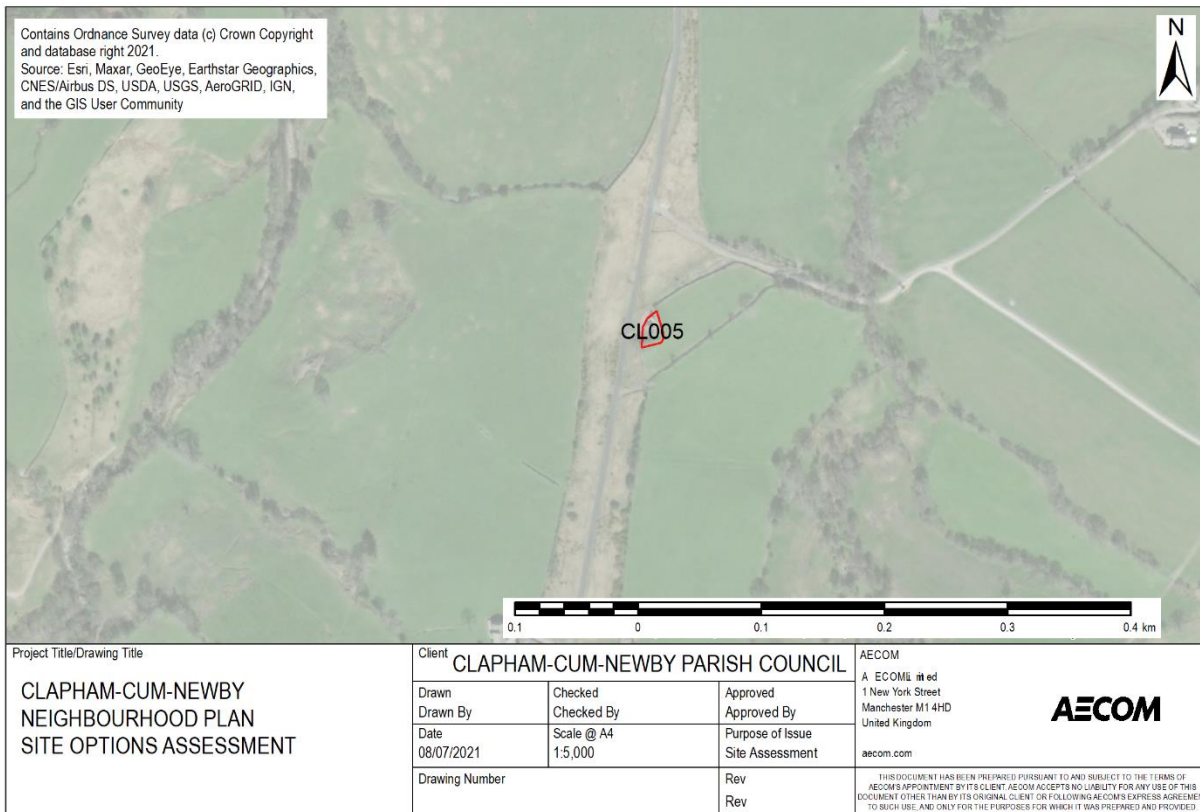 Contains Ordnance Survey data (c) Crown Copyright
and database right 2021.
Source: Esri, Maxar, GeoEye, Earthstar Geographics,
CNES/Airbus DS, USDA, USGS, AeroGRID, IGN,
and the GIS User Community
N
CL005
0.1 0 0.1 0.2 0.3 0.4 km
Project Title/Drawing Title
CLAPHAM-CUM-NEWBY
NEIGHBOURHOOD PLAN
SITE OPTIONS ASSESSMENT
Client CLAPHAM-CUM-NEWBY PARISH COUNCIL
Drawn
Drawn By
Checked
Checked By
Approved
Approved By
Date
08/07/2021
Scale @ A4
1:5,000
Purpose of Issue
Site Assessment
Drawing Number
Rev
Rev
AECOM
1 New York Street
Manchester M1 4HD
United Kingdom
aecom.com
AECOM
THIS DOCUMENT HAS BEEN PREPARED PURSUANT TO AND SUBJECT TO THE TERMS OF
AECOM'S APPOINTMENT BY ITS CLIENT. AECOM ACCEPTS NO LIABILITY FOR ANY USE OF THIS
DOCUMENT OTHER THAN BY ITS ORIGINAL CLIENT OR FOLLOWING AECOM'S EXPRESS AGREEME
TO SUCH USE, AND ONLY FOR THE PURPOSES FOR WHICH IT WAS PREPARED AND PROVIDED